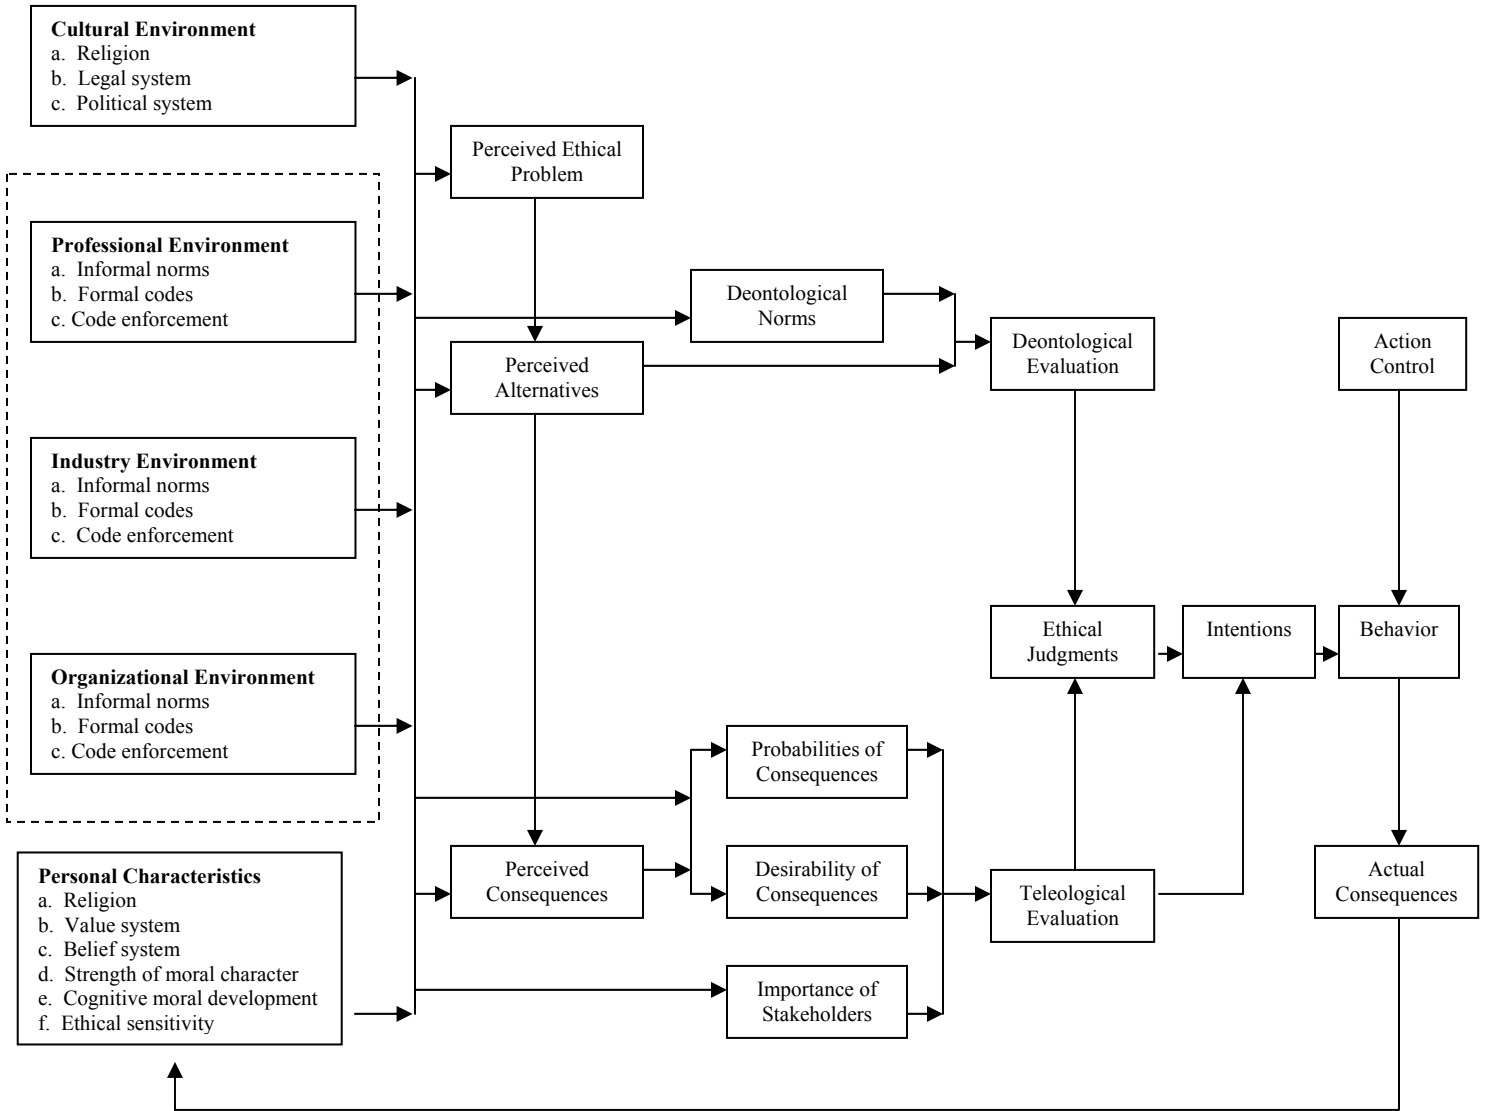 Cultural Environment
a. Religion
b. Legal system
c. Political system
Perceived Ethical
Problem
Professional Environment
a. Informal norms
b. Formal codes
c. Code enforcement
Deontological
Norms
Perceived
Alternatives
Deontological
Evaluation
Action
Control
Industry Environment
a. Informal norms
b. Formal codes
c. Code enforcement
Ethical
Judgments
Intentions
Behavior
Organizational Environment
a. Informal norms
b. Formal codes
c. Code enforcement
Probabilities of
Consequences
Perceived
Consequences
Desirability of
Consequences
Teleological
Evaluation
Actual
Consequences
Personal Characteristics
a. Religion
b. Value system
c. Belief system
d. Strength of moral character
e. Cognitive moral development
f. Ethical sensitivity
Importance of
Stakeholders